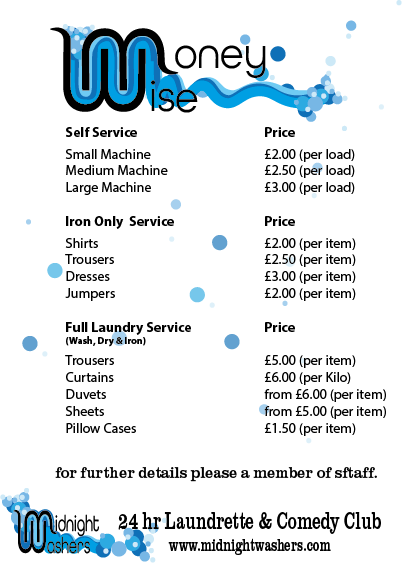 Money
Wise
Self Service Price
Small Machine £2.00 (per load)
Medium Machine £2.50 (per load)
Large Machine £3.00 (per load)
Iron Only Service Price
Shirts £2.00 (per item)
Trousers £2.50 (per item)
Dresses £3.00 (per item)
Jumpers £2.00 (per item)
Full Laundry Service Price
(Wash, Dry & Iron)
Trousers £5.00 (per item)
Curtains £6.00 (per Kilo)
Duvets from £6.00 (per item)
Sheets from £5.00 (per item)
Pillow Cases £1.50 (per item)
for further details please a member of sftaff.
Midnight
Washers
24 hr Laundrette & Comedy Club
www.midnightwashers.com